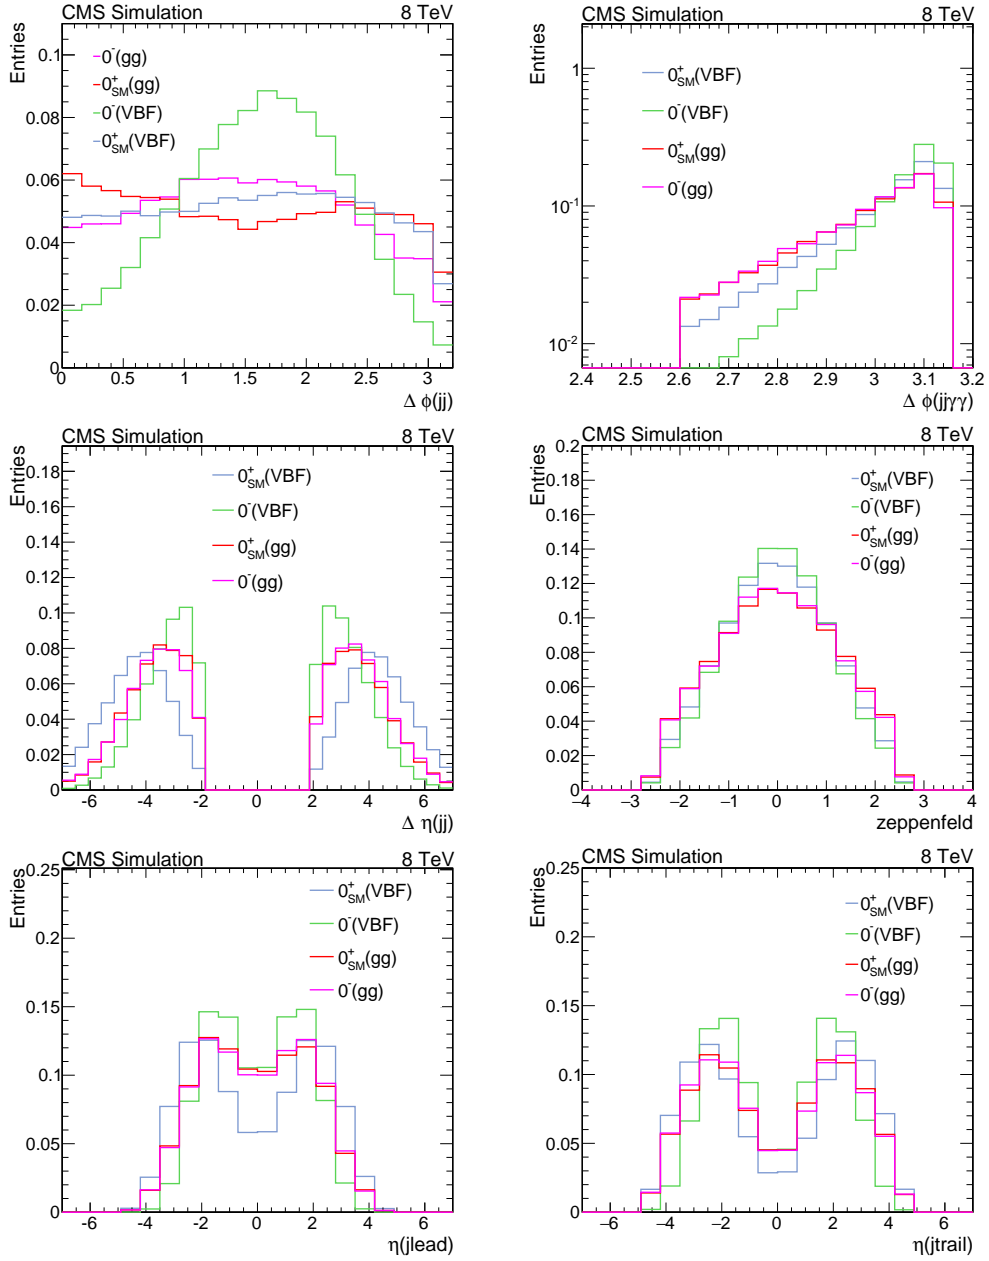 CMS Simulation 8 TeV
Entries
0.1
0.08
0.06
0.04
0.02
0
0⁻(gg)
0⁺SM(gg)
0⁻(VBF)
0⁺SM(VBF)
0 0.5 1 1.5 2 2.5 3
Δ ϕ(jj)
CMS Simulation 8 TeV
Entries
1
10⁻¹
10⁻²
0⁺SM(VBF)
0⁻(VBF)
0⁺SM(gg)
0⁻(gg)
2.4 2.5 2.6 2.7 2.8 2.9 3 3.1 3.2
Δ ϕ(jjγγ)
CMS Simulation 8 TeV
Entries
0.18
0.16
0.14
0.12
0.1
0.08
0.06
0.04
0.02
0
0⁺SM(VBF)
0⁻(VBF)
0⁺SM(gg)
0⁻(gg)
−6 −4 −2 0 2 4 6
Δ η(jj)
CMS Simulation 8 TeV
Entries
0.2
0.18
0.16
0.14
0.12
0.1
0.08
0.06
0.04
0.02
0
0⁺SM(VBF)
0⁻(VBF)
0⁺SM(gg)
0⁻(gg)
−4 −3 −2 −1 0 1 2 3 4
zeppenfeld
CMS Simulation 8 TeV
Entries
0.25
0.2
0.15
0.1
0.05
0
0⁺SM(VBF)
0⁻(VBF)
0⁺SM(gg)
0⁻(gg)
−6 −4 −2 0 2 4 6
η(jlead)
CMS Simulation 8 TeV
Entries
0.25
0.2
0.15
0.1
0.05
0
0⁺SM(VBF)
0⁻(VBF)
0⁺SM(gg)
0⁻(gg)
−6 −4 −2 0 2 4 6
η(jtrail)